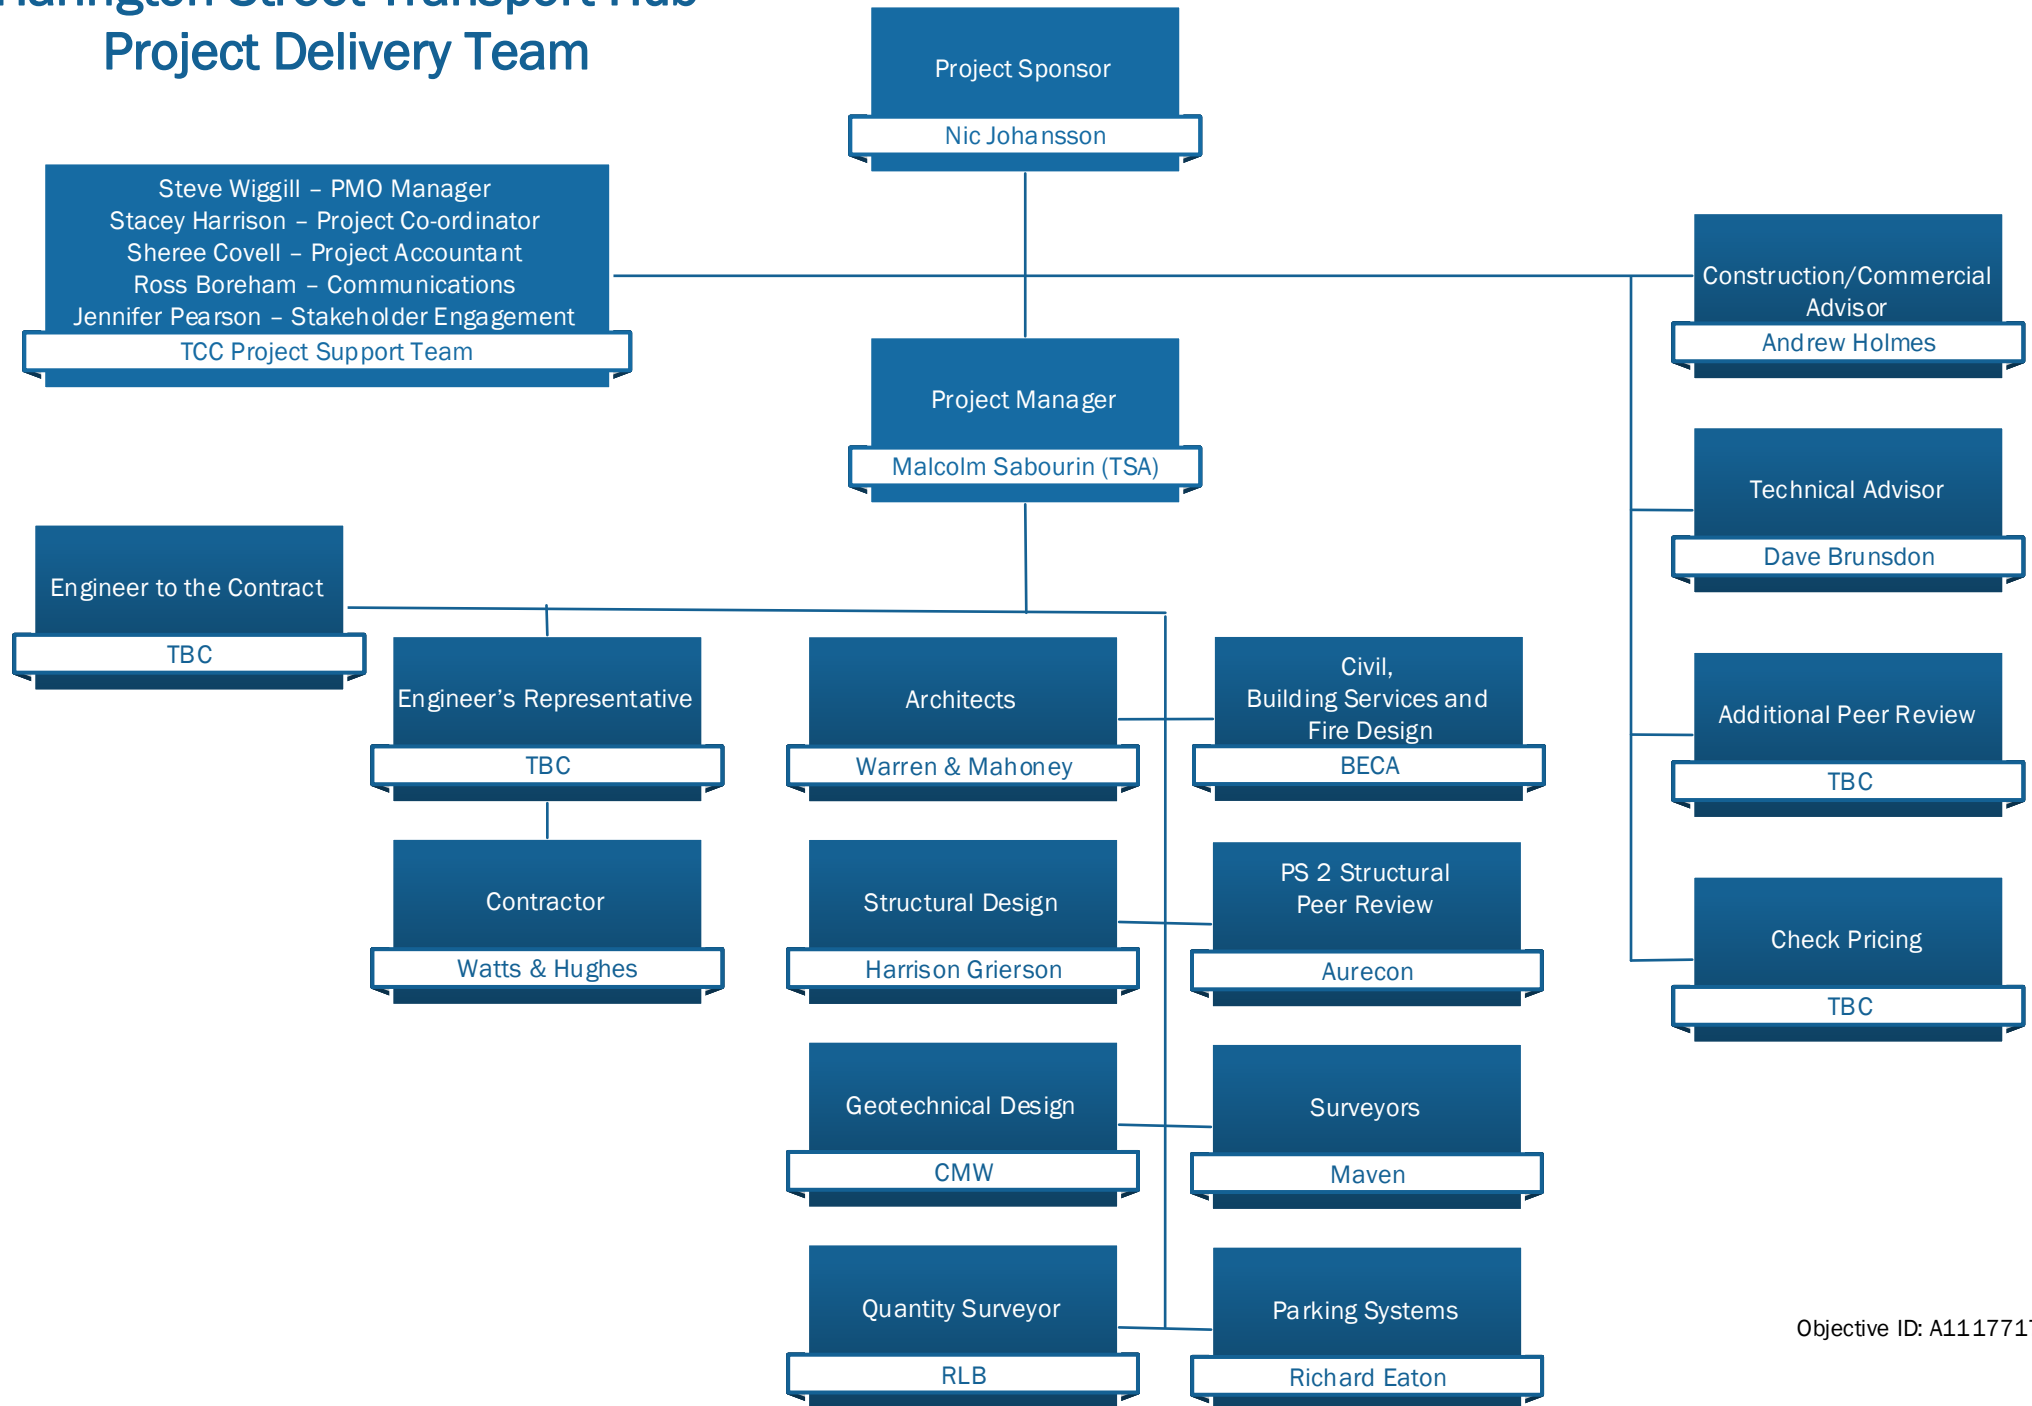 Street Transport Hub
Project Delivery Team
Project Sponsor
Nic Johansson
Steve Wiggill – PMO Manager
Stacey Harrison – Project Co-ordinator
Sheree Covell – Project Accountant
Ross Boreham – Communications
Jennifer Pearson – Stakeholder Engagement
TCC Project Support Team
Construction/Commercial
Advisor
Andrew Holmes
Project Manager
Malcolm Sabourin (TSA)
Technical Advisor
Dave Brunsdon
Engineer to the Contract
TBC
Engineer’s Representative
TBC
Architects
Warren & Mahoney
Civil,
Building Services and
Fire Design
BECA
Additional Peer Review
TBC
Contractor
Watts & Hughes
Structural Design
Harrison Grierson
PS 2 Structural
Peer Review
Aurecon
Check Pricing
TBC
Geotechnical Design
CMW
Surveyors
Maven
Quantity Surveyor
RLB
Parking Systems
Richard Eaton
Objective ID: